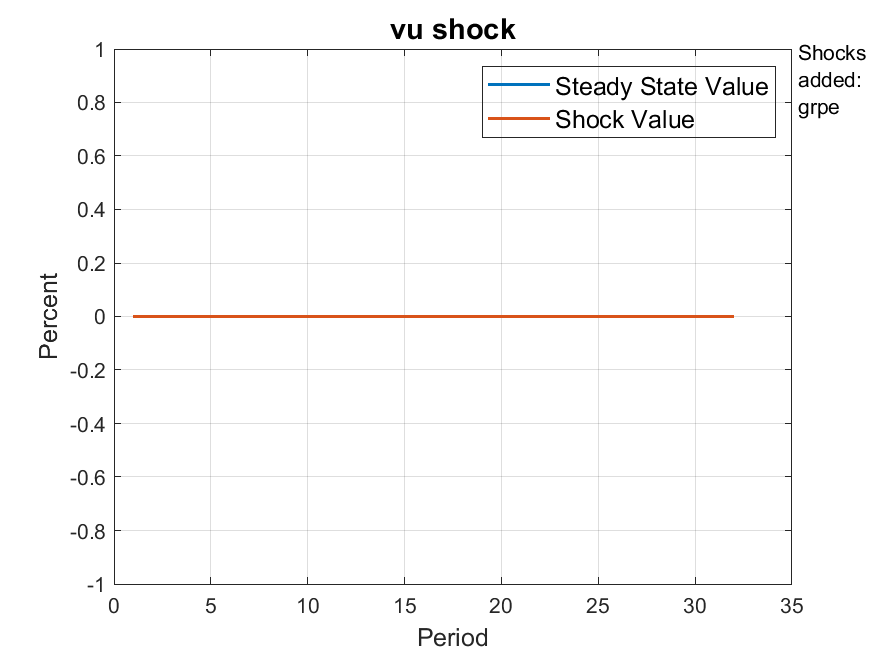 vu shock
Shocks
added:
grpe
Steady State Value
Shock Value
1
0.8
0.6
0.4
0.2
0
-0.2
-0.4
-0.6
-0.8
-1
Percent
0 5 10 15 20 25 30 35
Period